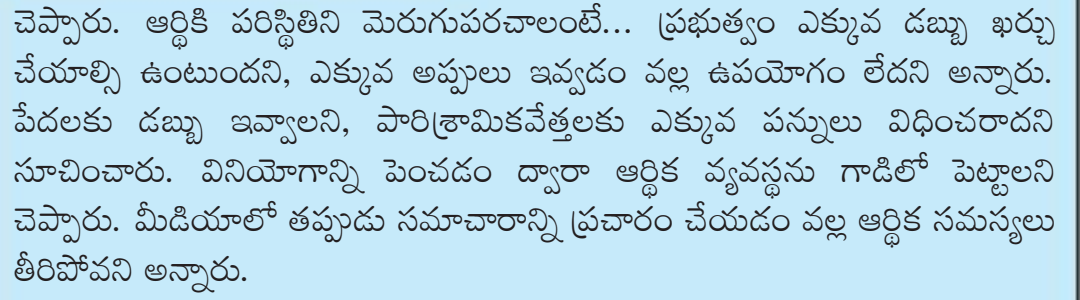 చెప్పారు. ఆర్థికి పరిస్థితిని మెరుగుపరచాలంటే... ప్రభుత్వం ఎక్కువ డబ్బు ఖర్చు
చేయాల్సి ఉంటుందని, ఎక్కువ అప్పులు ఇవ్వడం వల్ల ఉపయోగం లేదని అన్నారు.
పేదలకు డబ్బు ఇవ్వాలని, పారిశ్రామికవేత్తలకు ఎక్కువ పన్నులు విధించరాదని
సూచించారు. వినియోగాన్ని పెంచడం ద్వారా ఆర్థిక వ్యవస్థను గాడిలో పెట్టాలని
చెప్పారు. మీడియాలో తప్పుడు సమాచారాన్ని ప్రచారం చేయడం వల్ల ఆర్థిక సమస్యలు
తీరిపోవని అన్నారు.